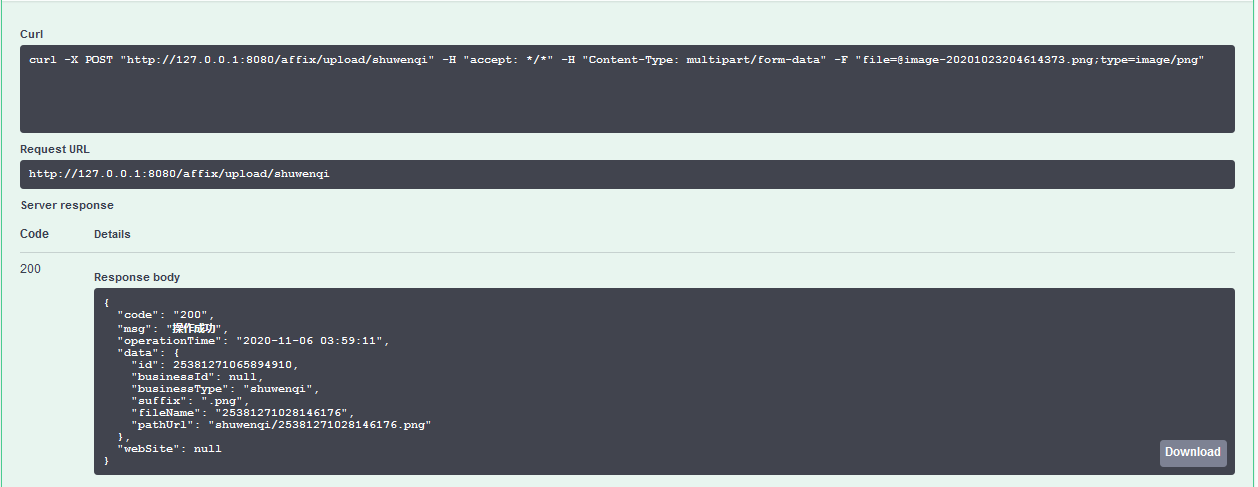 Curl
curl -X POST "http://127.0.0.1:8080/affix/upload/shuwenqi" -H "accept: */*" -H "Content-Type: multipart/form-data" -F "file=@image-20201023204614373.png;type=image/png"
Request URL
http://127.0.0.1:8080/affix/upload/shuwenqi
Server response
Code Details
200
Response body
{
"code": "200",
"msg": "操作成功",
"operationTime": "2020-11-06 03:59:11",
"data": {
"id": 25381271065894910,
"businessId": null,
"businessType": "shuwenqi",
"suffix": ".png",
"fileName": "25381271028146176",
"pathUrl": "shuwenqi/25381271028146176.png"
},
"webSite": null
}
Download